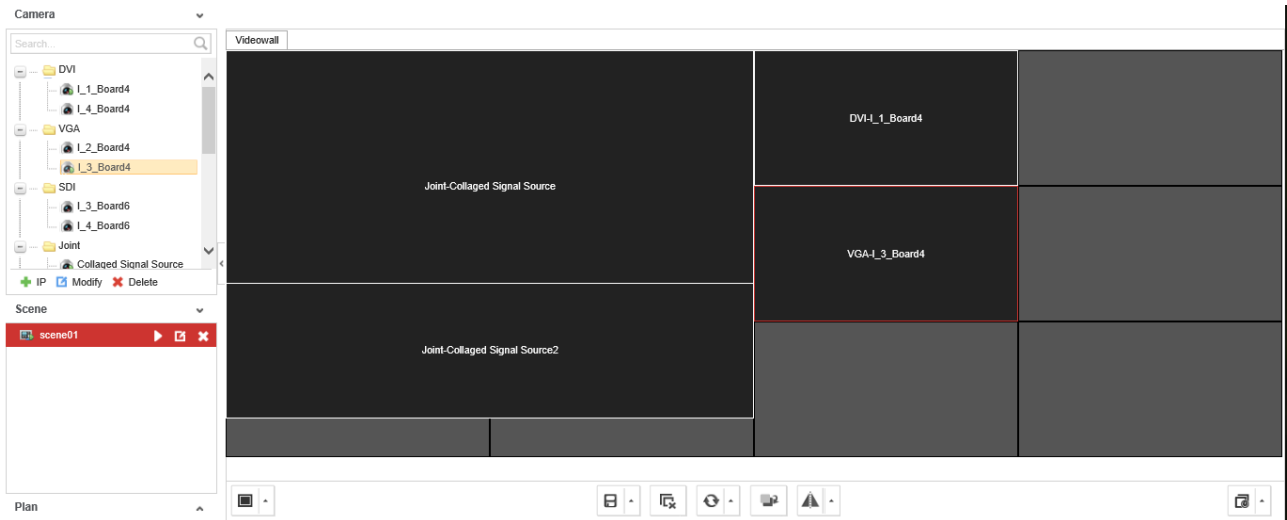 Camera
Search...
DVI
I_1_Board4
I_4_Board4
VGA
I_2_Board4
I_3_Board4
SDI
I_3_Board6
I_4_Board6
Joint
Collaged Signal Source
IP Modify Delete
Scene
scene01
Plan
Videowall
Joint-Collaged Signal Source
DVI-I_1_Board4
VGA-I_3_Board4
Joint-Collaged Signal Source2